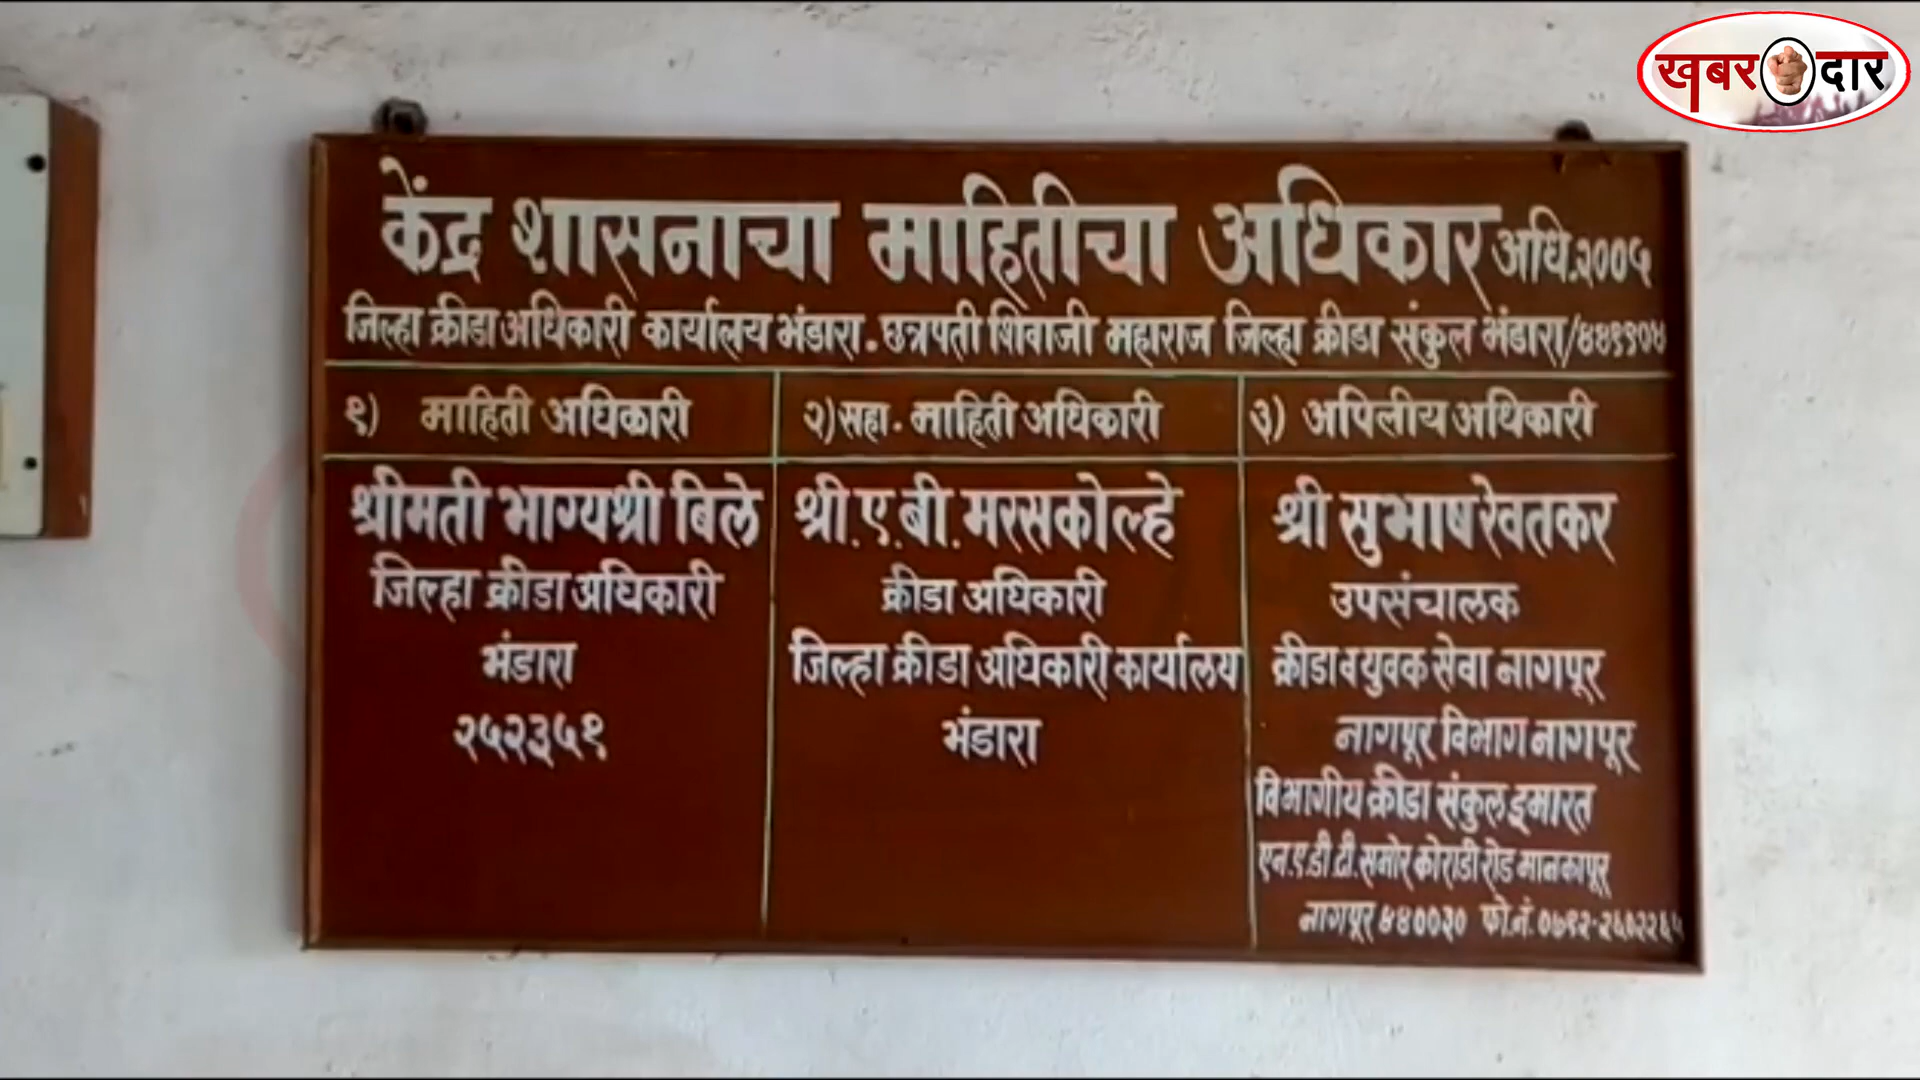 खबरदार
केंद्र शासनाचा माहितीचा अधिकार अधि.२००५
जिल्हा क्रीडा अधिकारी कार्यालय भंडारा. छत्रपती शिवाजी महाराज जिल्हा क्रीडा संकुल भंडारा/४४१९०४
१) माहिती अधिकारी
२) सहा. माहिती अधिकारी
३) अपिलीय अधिकारी
श्रीमती भाग्यश्री बिले
जिल्हा क्रीडा अधिकारी
भंडारा
२५२३५१
श्री.ए.बी.मरसकोल्हे
क्रीडा अधिकारी
जिल्हा क्रीडा अधिकारी कार्यालय
भंडारा
श्री सुभाष रेवतकर
उपसंचालक
क्रीडा व युवक सेवा नागपूर
नागपूर विभाग नागपूर
विभागीय क्रीडा संकुल इमारत
एन.ए.डी.टी.समोर कोराडी रोड मानकापूर
नागपूर ४४००३० फो.नं.